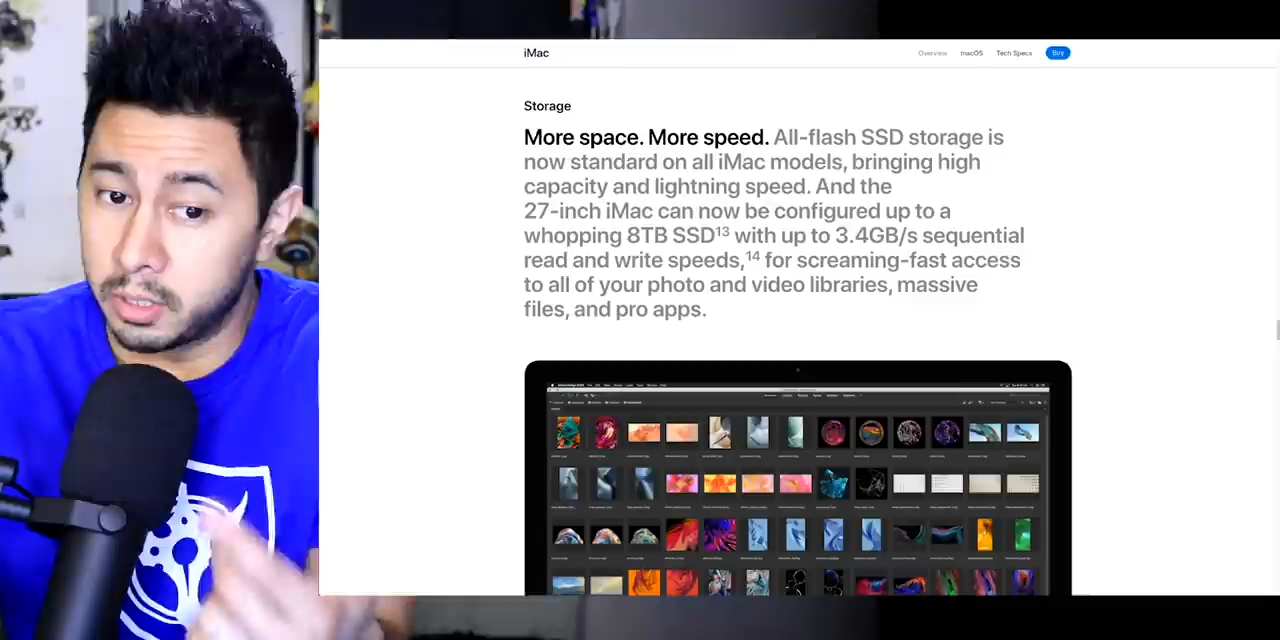 iMac
Overview
macOS
Tech Specs
Buy
Storage
More space. More speed. All-flash SSD storage is
now standard on all iMac models, bringing high
capacity and lightning speed. And the
27-inch iMac can now be configured up to a
whopping 8TB SSD¹³ with up to 3.4GB/s sequential
read and write speeds,¹⁴ for screaming-fast access
to all of your photo and video libraries, massive
files, and pro apps.